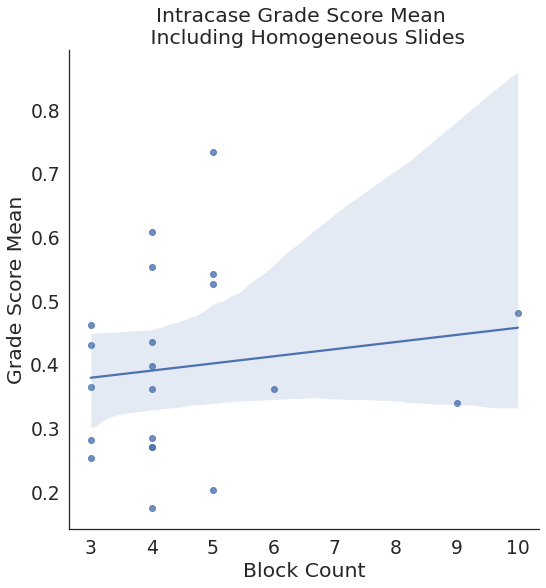 Intracase Grade Score Mean
Including Homogeneous Slides
Grade Score Mean
0.8
0.7
0.6
0.5
0.4
0.3
0.2
3 4 5 6 7 8 9 10
Block Count